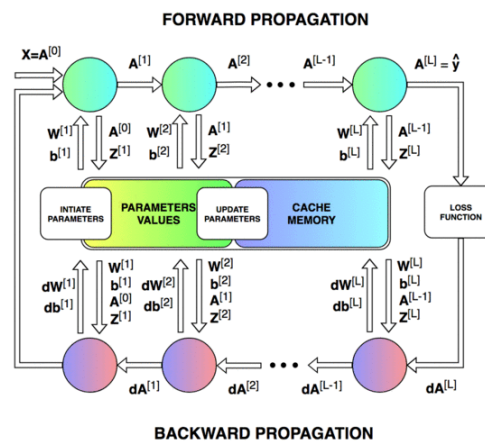 FORWARD PROPAGATION
X=A[0]
A[1]
A[2]
A[L-1]
A[L] = ŷ
W[1]
b[1]
A[0]
Z[1]
W[2]
b[2]
A[1]
Z[2]
W[L]
b[L]
A[L-1]
Z[L]
INTIATE
PARAMETERS
PARAMETERS
VALUES
UPDATE
PARAMETERS
CACHE
MEMORY
LOSS
FUNCTION
dW[1]
db[1]
W[1]
b[1]
A[0]
Z[1]
dW[2]
db[2]
W[2]
b[2]
A[1]
Z[2]
dW[L]
db[L]
W[L]
b[L]
A[L-1]
Z[L]
dA[1]
dA[2]
dA[L-1]
dA[L]
BACKWARD PROPAGATION